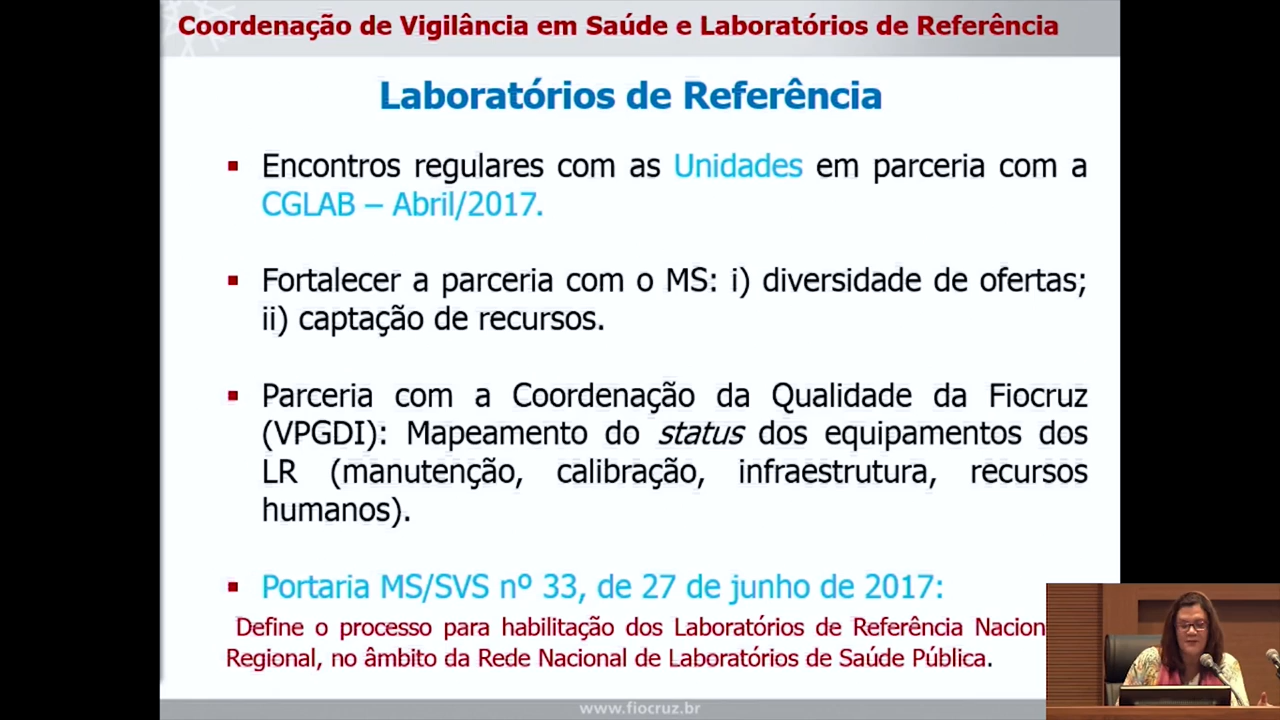 Coordenação de Vigilância em Saúde e Laboratórios de Referência
Laboratórios de Referência
▪ Encontros regulares com as Unidades em parceria com a
CGLAB – Abril/2017.
▪ Fortalecer a parceria com o MS: i) diversidade de ofertas;
ii) captação de recursos.
▪ Parceria com a Coordenação da Qualidade da Fiocruz
(VPGDI): Mapeamento do status dos equipamentos dos
LR (manutenção, calibração, infraestrutura, recursos
humanos).
▪ Portaria MS/SVS nº 33, de 27 de junho de 2017:
Define o processo para habilitação dos Laboratórios de Referência
Regional, no âmbito da Rede Nacional de Laboratórios de Saúde Pública.
www.fiocruz.br